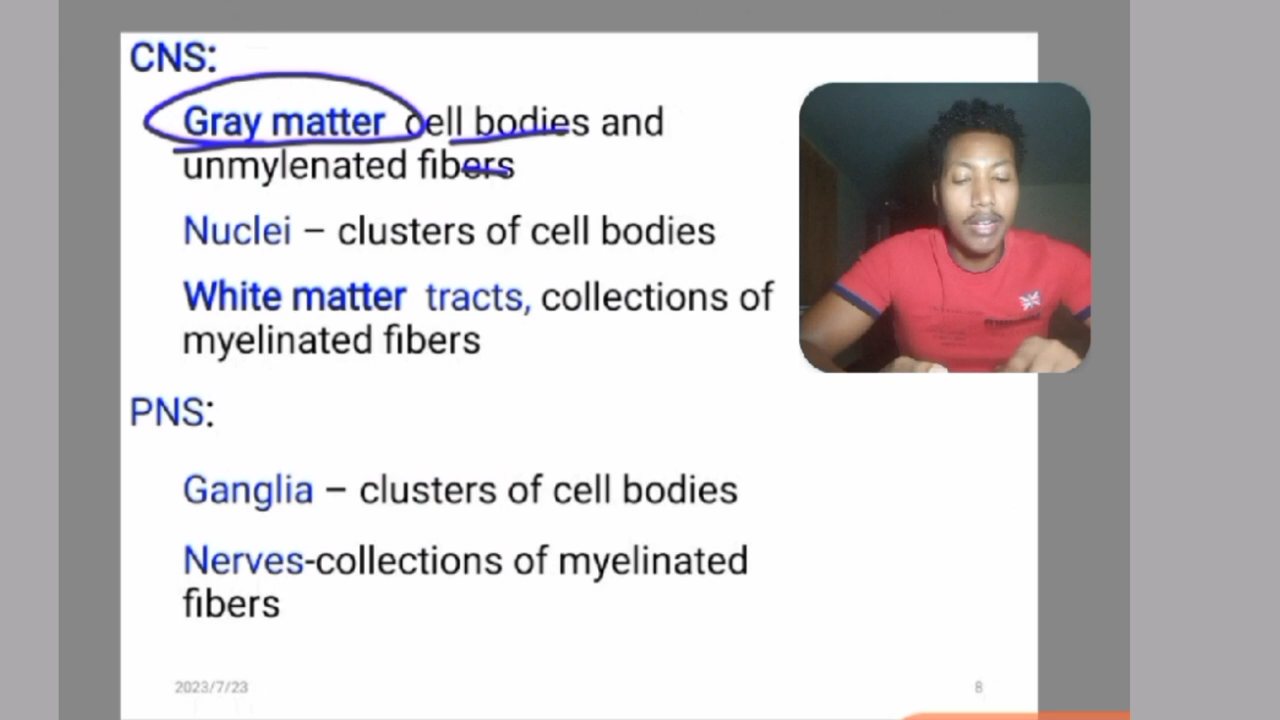 CNS:
Gray matter cell bodies and
unmylenated fibers
Nuclei – clusters of cell bodies
White matter tracts, collections of
myelinated fibers
PNS:
Ganglia – clusters of cell bodies
Nerves-collections of myelinated
fibers
2023/7/23
8